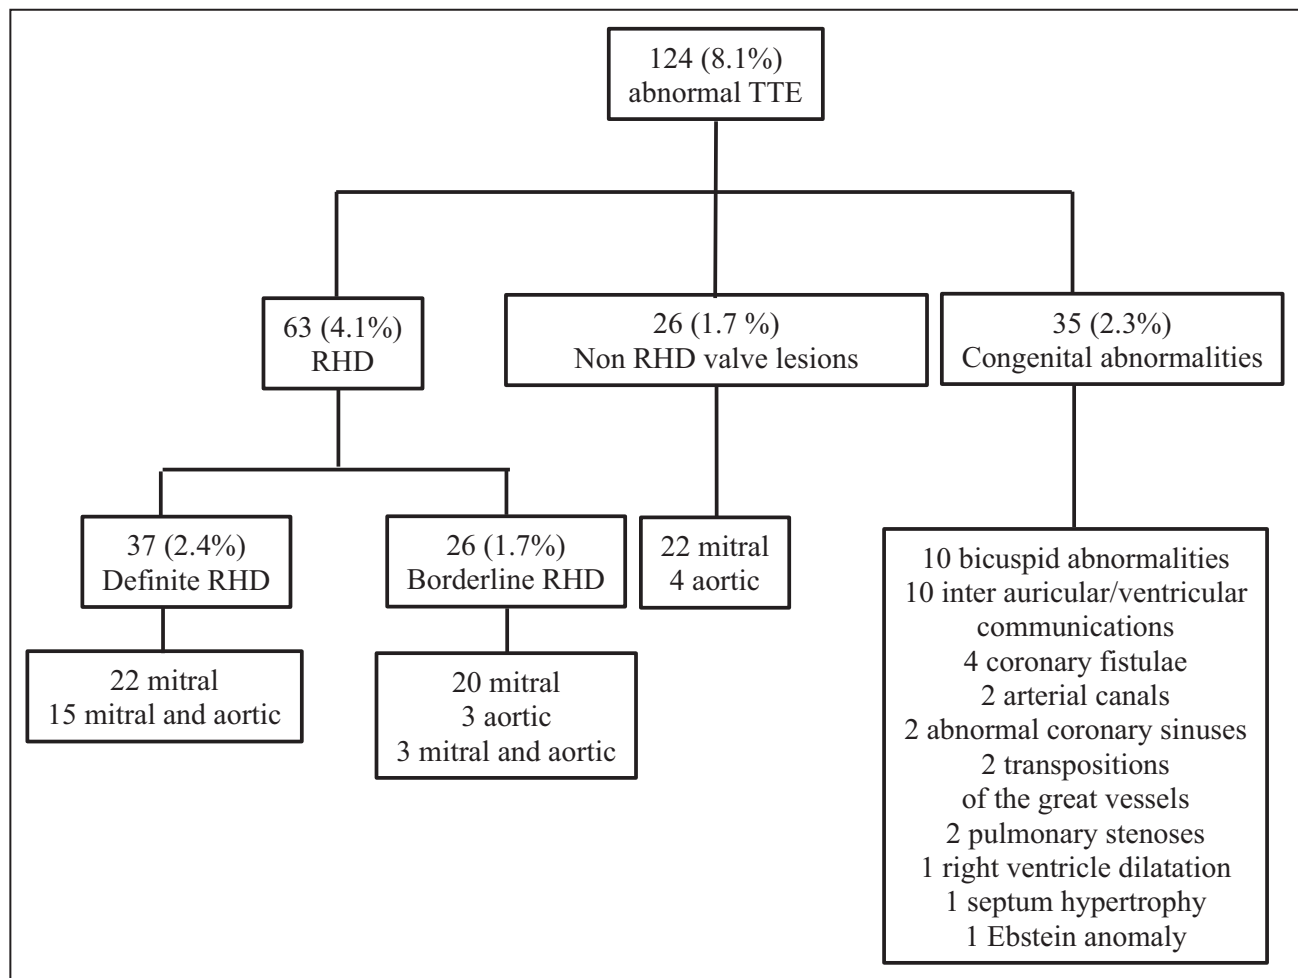 124 (8.1%)
abnormal TTE
63 (4.1%)
RHD
26 (1.7 %)
Non RHD valve lesions
35 (2.3%)
Congenital abnormalities
37 (2.4%)
Definite RHD
26 (1.7%)
Borderline RHD
22 mitral
4 aortic
22 mitral
15 mitral and aortic
20 mitral
3 aortic
3 mitral and aortic
10 bicuspid abnormalities
10 inter auricular/ventricular
communications
4 coronary fistulae
2 arterial canals
2 abnormal coronary sinuses
2 transpositions
of the great vessels
2 pulmonary stenoses
1 right ventricle dilatation
1 septum hypertrophy
1 Ebstein anomaly